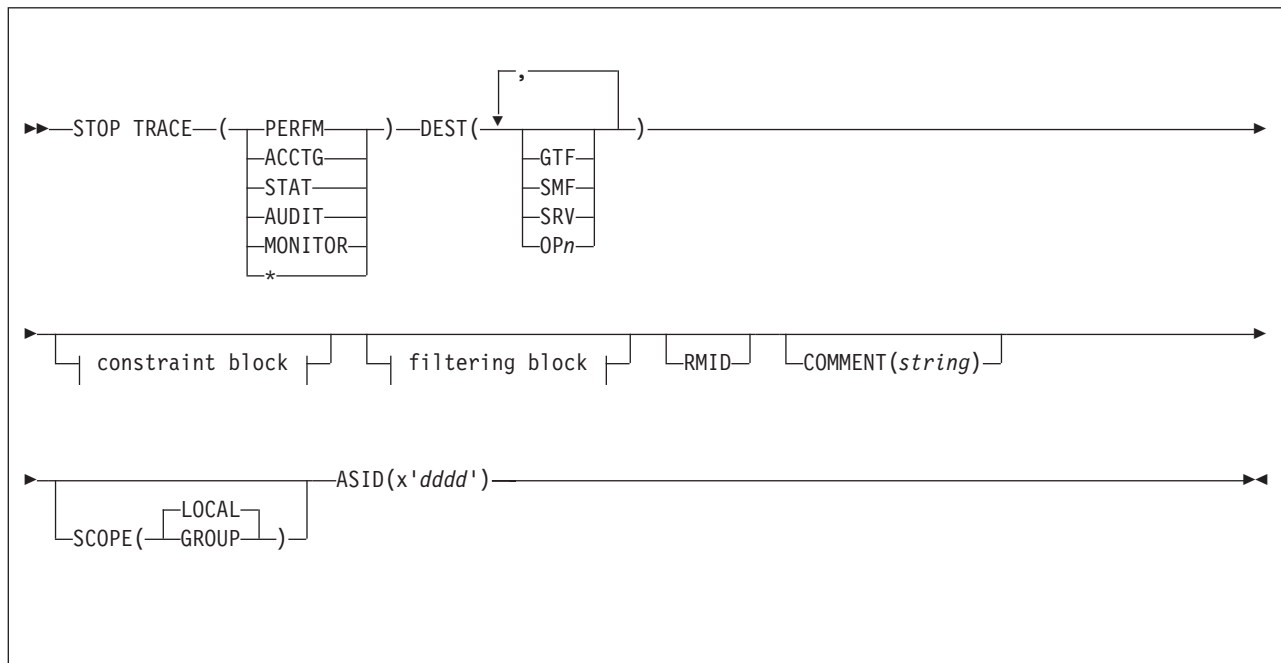 ,
STOP TRACE ( PERFM ) DEST( )
ACCTG GTF
STAT SMF
AUDIT SRV
MONITOR OPn
*
constraint block filtering block RMID COMMENT(string)
ASID(x'dddd')
LOCAL
SCOPE( GROUP )